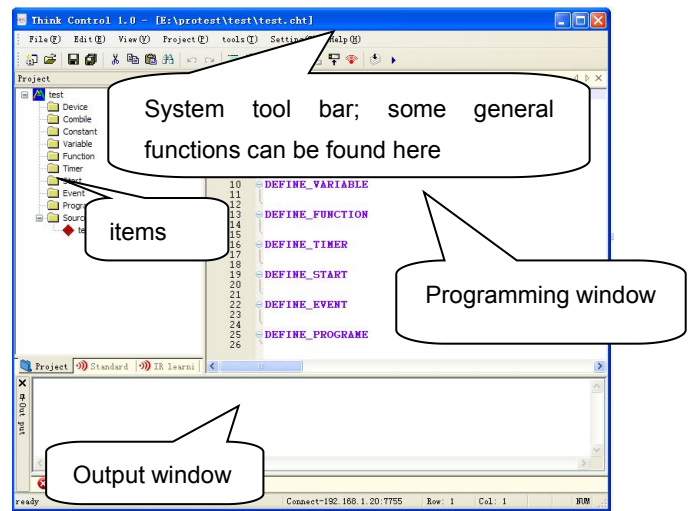 Think Control 1.0 - [E:\protest\test\test.cht]
File(F) Edit(E) View(V) Project(P) tools(T) Help(H)
Project
test
Device
Combile
Constant
Variable
Function
Timer
Event
System tool bar; some general
functions can be found here
items
10 DEFINE_VARIABLE
11
12
13 DEFINE_FUNCTION
14
15
16 DEFINE_TIMER
17
18
19 DEFINE_START
20
21
22 DEFINE_EVENT
23
24
25 DEFINE_PROGRAME
26
Programming window
Project Standard IR learni
Out put
Output window
ready Connect-192.168.1.20:7755 Row: 1 Col: 1 NUM